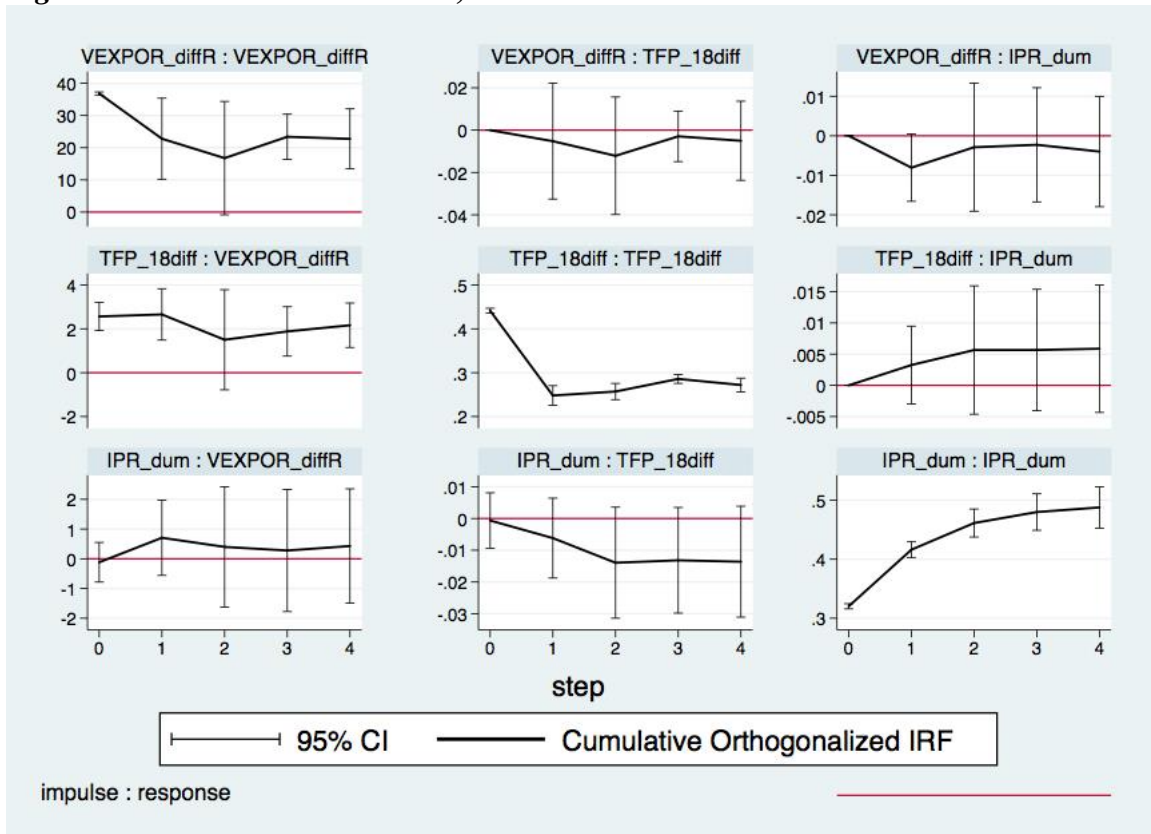 VEXPOR_diffR : VEXPOR_diffR
VEXPOR_diffR : TFP_18diff
VEXPOR_diffR : IPR_dum
40
30
20
10
0
.02
0
-.02
-.04
.01
0
-.01
-.02
TFP_18diff : VEXPOR_diffR
TFP_18diff : TFP_18diff
TFP_18diff : IPR_dum
4
2
0
-2
.5
.4
.3
.2
.015
.01
.005
0
-.005
IPR_dum : VEXPOR_diffR
IPR_dum : TFP_18diff
IPR_dum : IPR_dum
2
1
0
-1
-2
.01
0
-.01
-.02
-.03
.5
.4
.3
0 1 2 3 4
0 1 2 3 4
0 1 2 3 4
step
95% CI
Cumulative Orthogonalized IRF
impulse : response